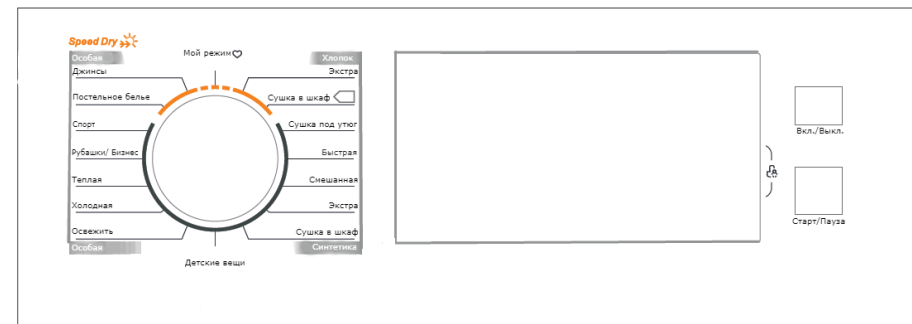 Speed Dry
Мой режим
Особая
Хлопок
Джинсы
Экстра
Постельное белье
Сушка в шкаф
Спорт
Сушка под утюг
Рубашки/ Бизнес
Быстрая
Теплая
Смешанная
Холодная
Экстра
Освежить
Сушка в шкаф
Особая
Синтетика
Детские вещи
Вкл./Выкл.
Старт/Пауза